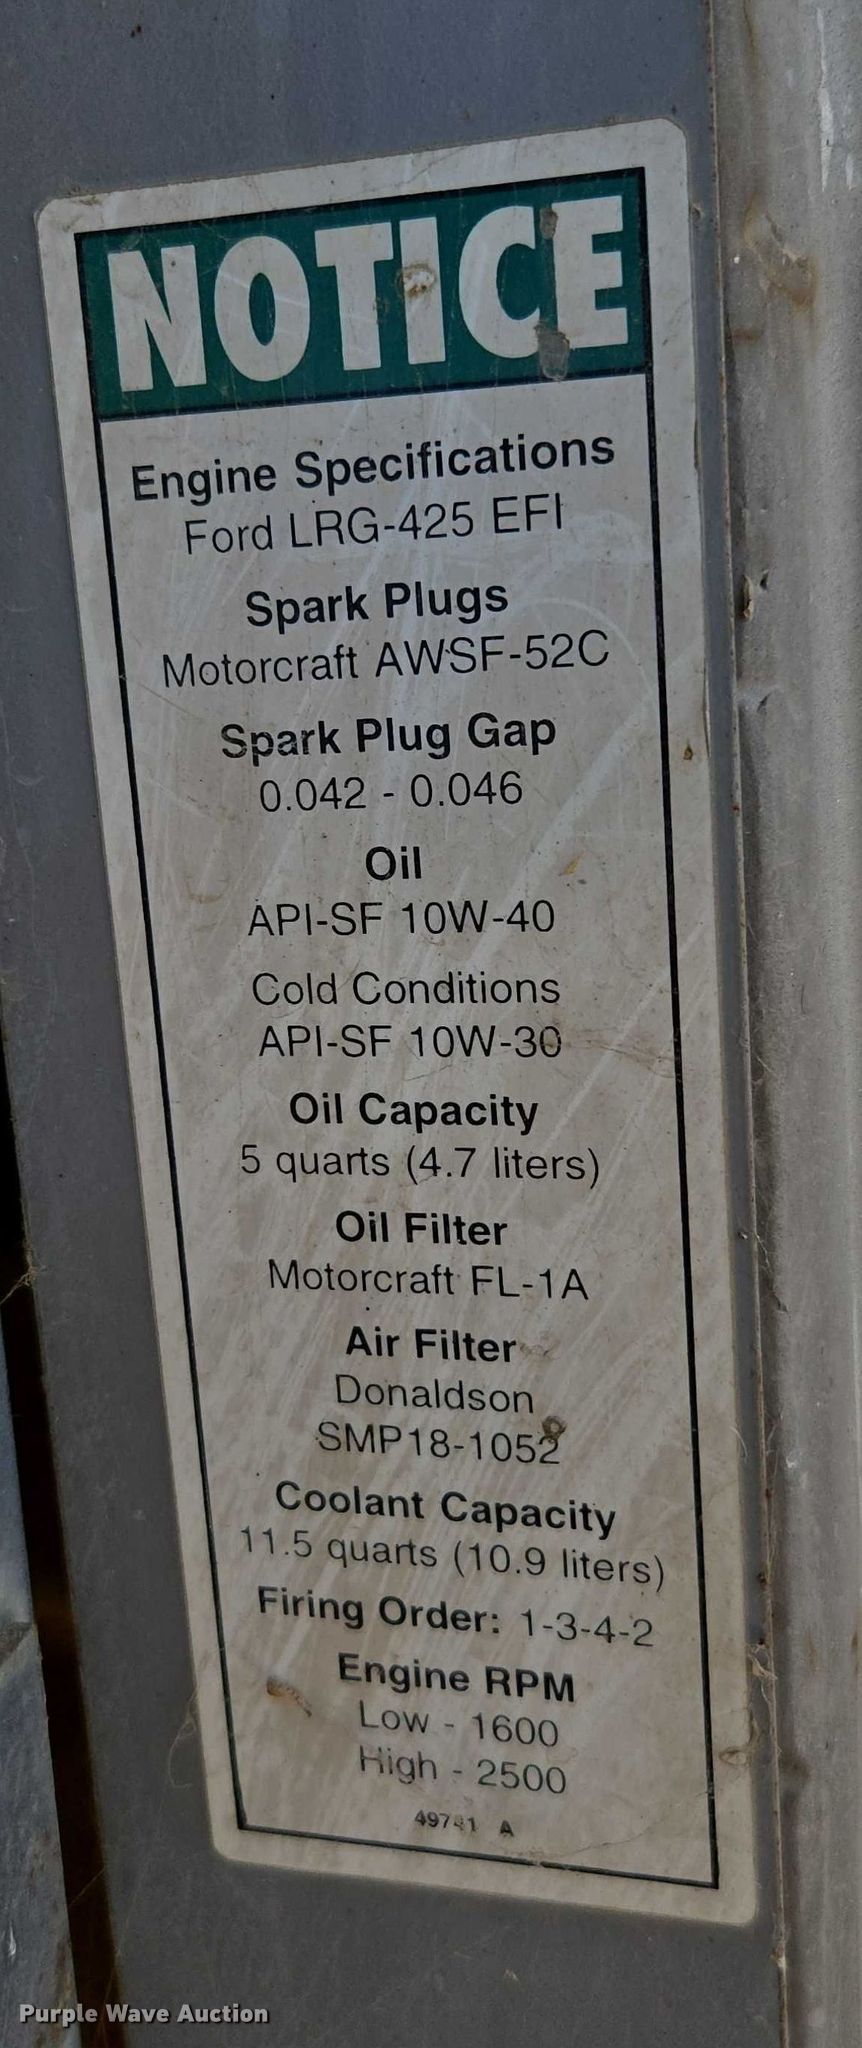 NOTICE
Engine Specifications
Ford LRG-425 EFI
Spark Plugs
Motorcraft AWSF-52C
Spark Plug Gap
0.042 - 0.046
Oil
API-SF 10W-40
Cold Conditions
API-SF 10W-30
Oil Capacity
5 quarts (4.7 liters)
Oil Filter
Motorcraft FL-1A
Air Filter
Donaldson
SMP18-1052
Coolant Capacity
11.5 quarts (10.9 liters)
Firing Order: 1-3-4-2
Engine RPM
Low - 1600
High - 2500
A
Purple Wave Auction